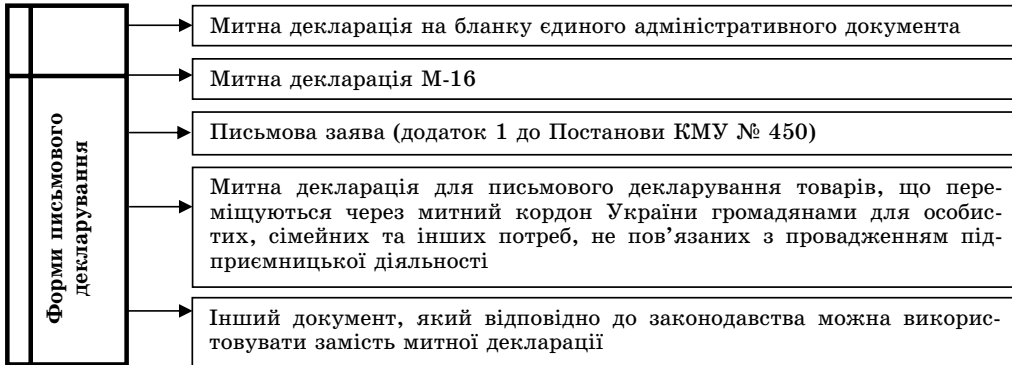 Митна декларація на бланку єдиного адміністративного документа
Митна декларація М-16
Письмова заява (додаток 1 до Постанови КМУ № 450)
Митна декларація для письмового декларування товарів, що пере-
міщуються через митний кордон України громадянами для особис-
тих, сімейних та інших потреб, не пов’язаних з провадженням під-
приємницької діяльності
Інший документ, який відповідно до законодавства можна викорис-
товувати замість митної декларації
Форми письмового
декларування